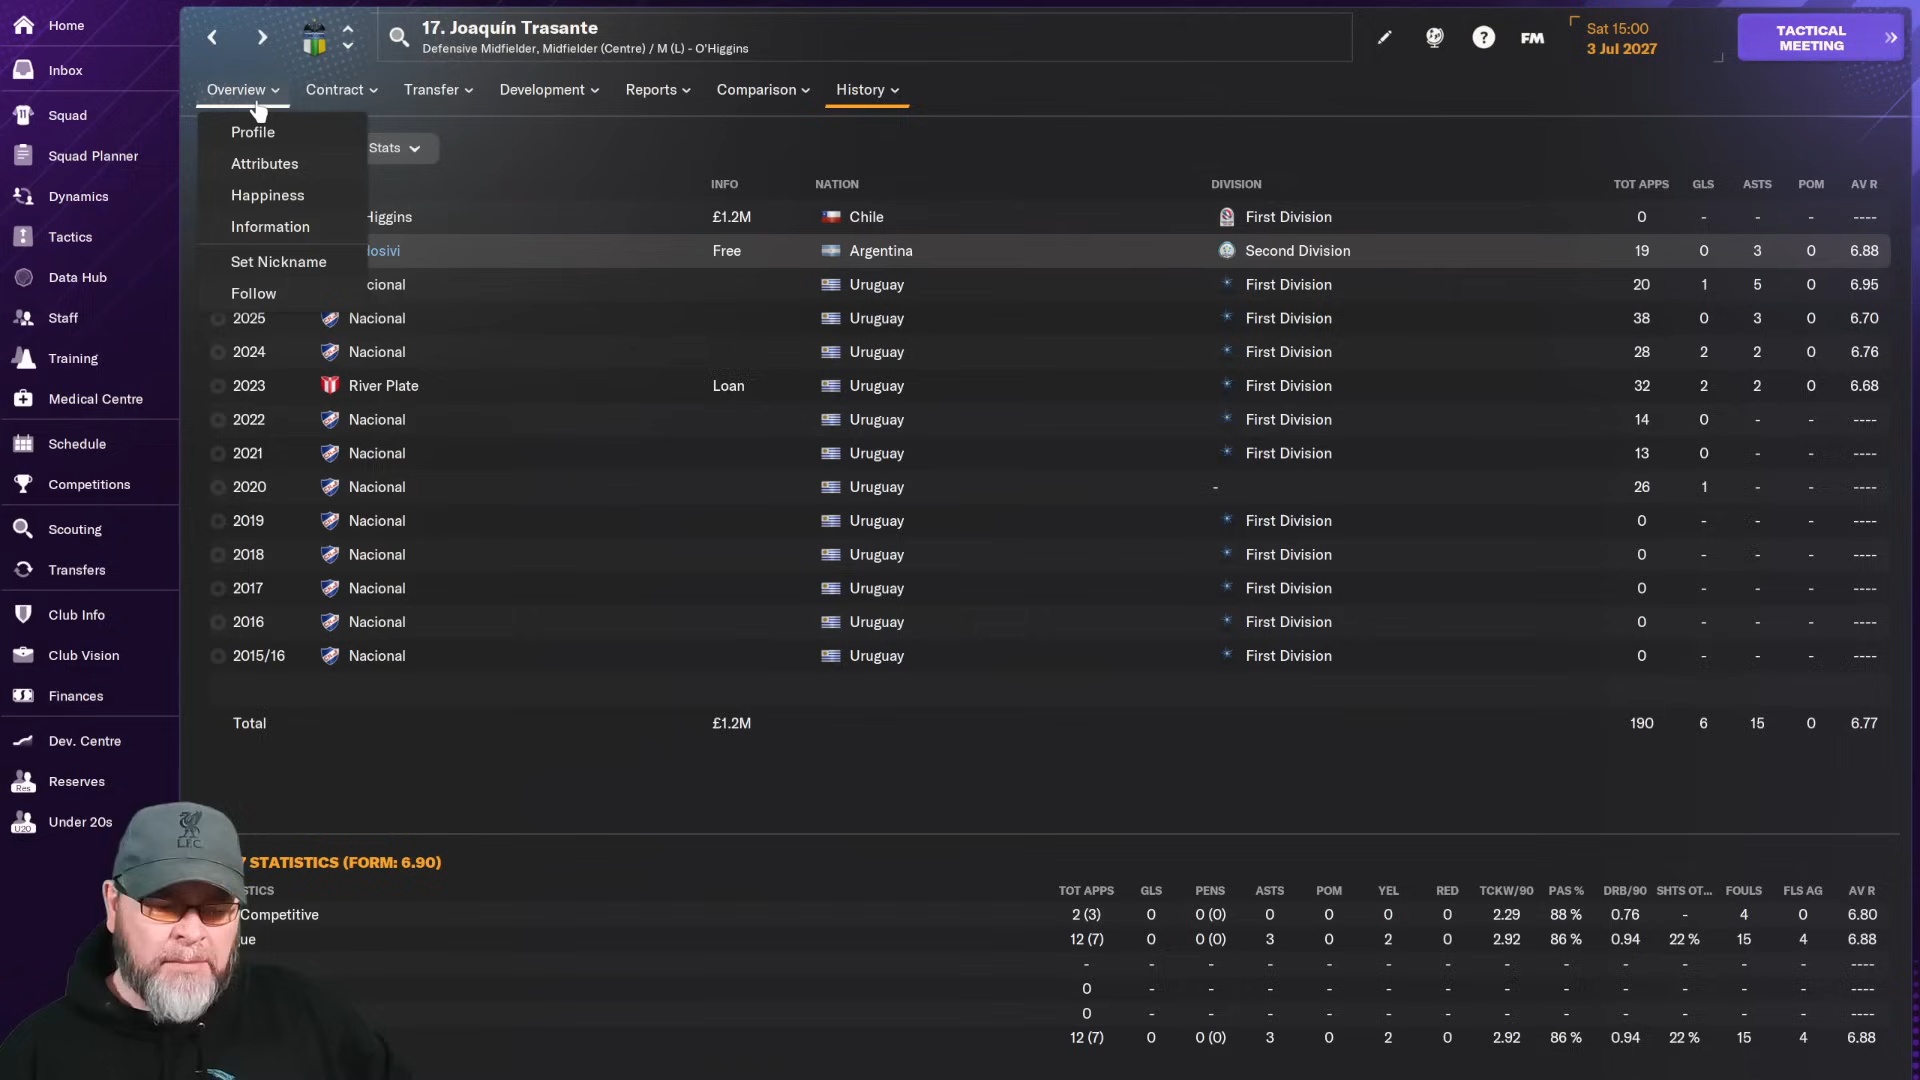 Home
Inbox
Squad
Squad Planner
Dynamics
Tactics
Data Hub
Staff
Training
Medical Centre
Schedule
Competitions
Scouting
Transfers
Club Info
Club Vision
Finances
Dev. Centre
Res Reserves
U20 Under 20s
17. Joaquín Trasante
Defensive Midfielder, Midfielder (Centre) / M (L) - O'Higgins
? FM
Sat 15:00
3 Jul 2027
TACTICAL MEETING
Overview Contract Transfer Development Reports Comparison History
Profile
Attributes
Happiness
Information
Set Nickname
Follow
Stats
INFO NATION DIVISION TOT APPS GLS ASTS POM AV R
Higgins £1.2M Chile First Division 0 - - - ----
losivi Free Argentina Second Division 19 0 3 0 6.88
cional Uruguay First Division 20 1 5 0 6.95
2025 Nacional Uruguay First Division 38 0 3 0 6.70
2024 Nacional Uruguay First Division 28 2 2 0 6.76
2023 River Plate Loan Uruguay First Division 32 2 2 0 6.68
2022 Nacional Uruguay First Division 14 0 - - ----
2021 Nacional Uruguay First Division 13 0 - - ----
2020 Nacional Uruguay - 26 1 - - ----
2019 Nacional Uruguay First Division 0 - - - ----
2018 Nacional Uruguay First Division 0 - - - ----
2017 Nacional Uruguay First Division 0 - - - ----
2016 Nacional Uruguay First Division 0 - - - ----
2015/16 Nacional Uruguay First Division 0 - - - ----
Total £1.2M 190 6 15 0 6.77
7 STATISTICS (FORM: 6.90)
STICS TOT APPS GLS PENS ASTS POM YEL RED TCKW/90 PAS % DRB/90 SHTS OT... FOULS FLS AG AV R
Competitive 2 (3) 0 0 (0) 0 0 0 0 2.29 88 % 0.76 - 4 0 6.80
gue 12 (7) 0 0 (0) 3 0 2 0 2.92 86 % 0.94 22 % 15 4 6.88
- - - - - - - - - - - - - ----
0 - - - - - - - - - - - - ----
0 - - - - - - - - - - - - ----
12 (7) 0 0 (0) 3 0 2 0 2.92 86 % 0.94 22 % 15 4 6.88
L.F.C.